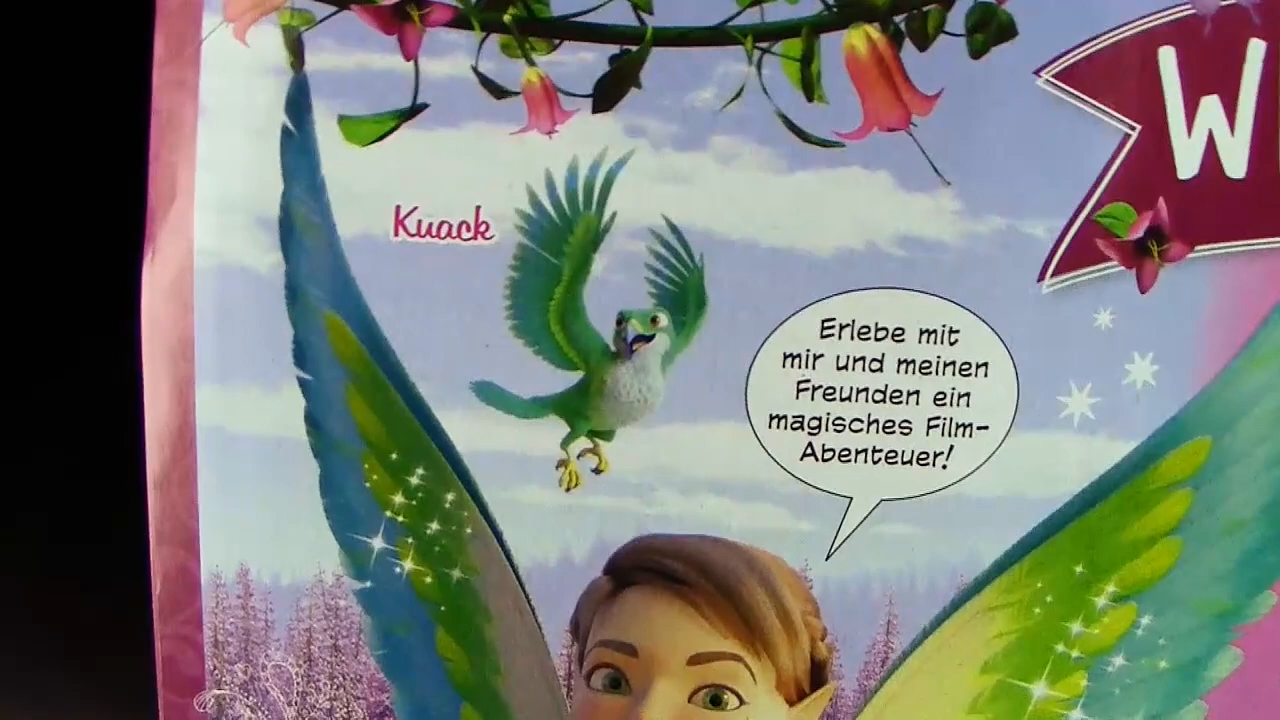 W
Kuack
Erlebe mit
mir und meinen
Freunden ein
magisches Film-
Abenteuer!